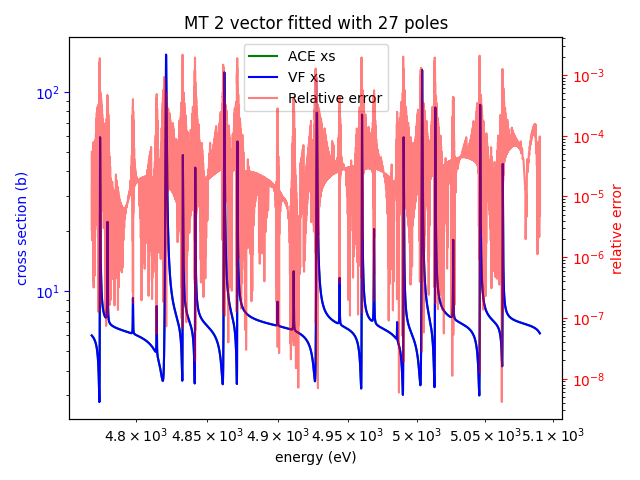 MT 2 vector fitted with 27 poles
ACE xs
VF xs
Relative error
10²
10¹
cross section (b)
10⁻³
10⁻⁴
10⁻⁵
10⁻⁶
10⁻⁷
10⁻⁸
relative error
4.8 × 10³ 4.85 × 10³ 4.9 × 10³ 4.95 × 10³ 5 × 10³ 5.05 × 10³ 5.1 × 10³
energy (eV)